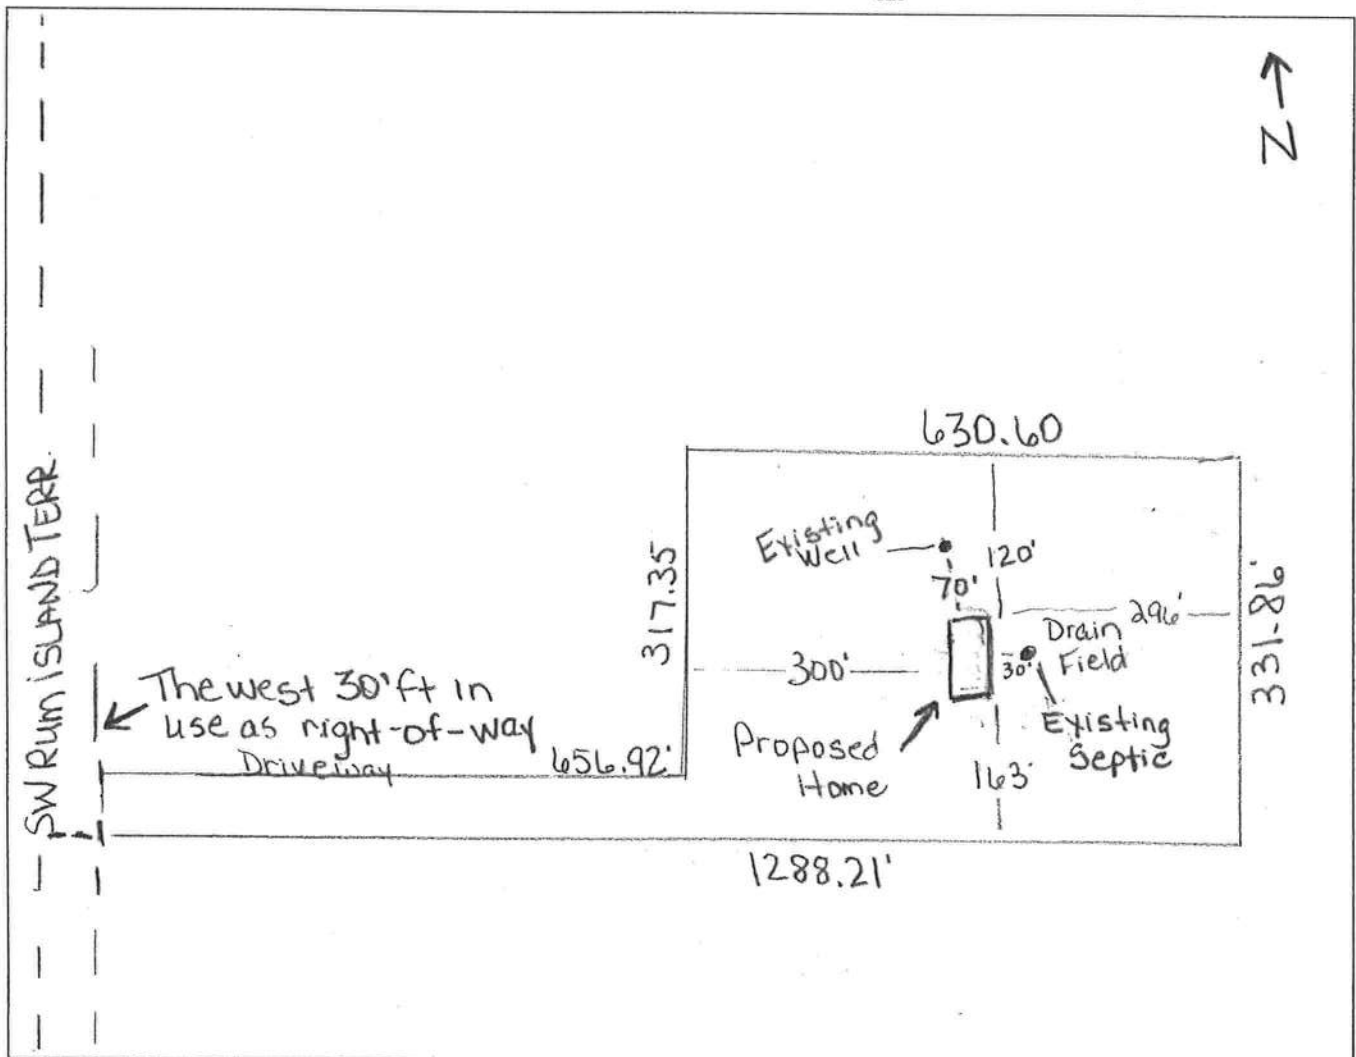 N
SW RUM ISLAND TERR.
630.60
Existing
Well
120'
70'
317.35
296'
331.86'
Drain
Field
30'
300'
The west 30'ft in
use as right-of-way
Driveway
656.92'
Proposed
Home
Existing
Septic
163'
1288.21'